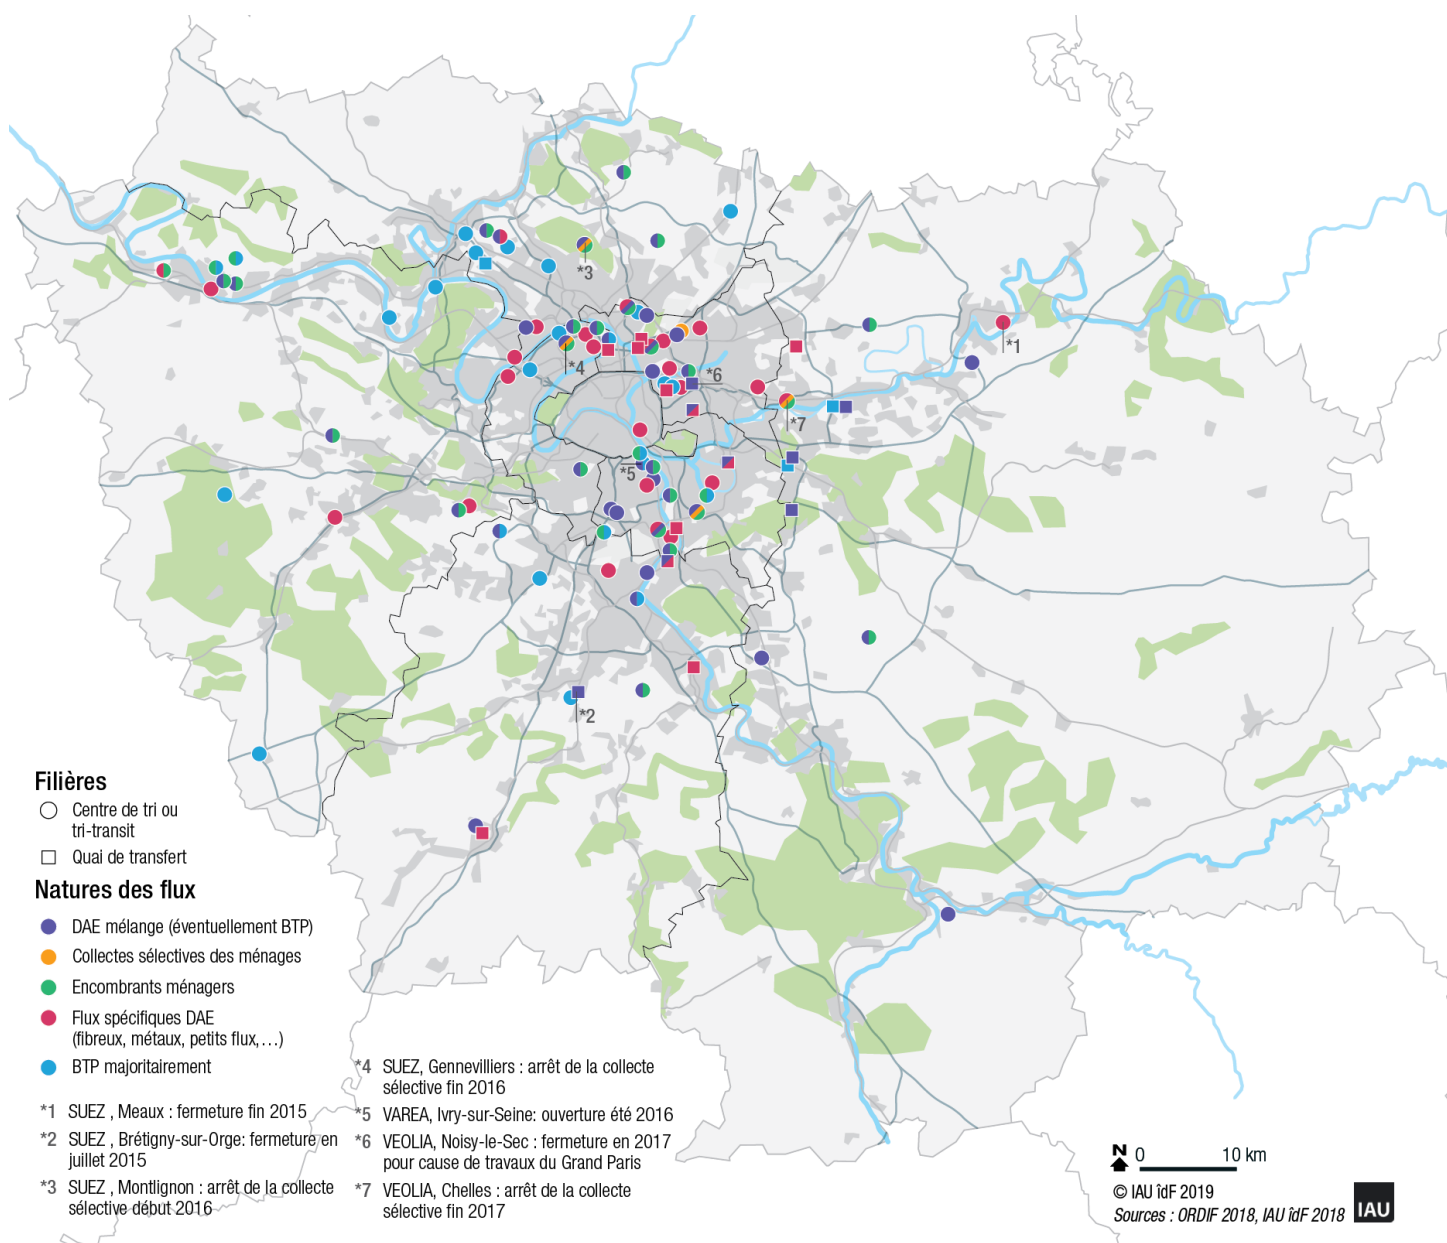 *3
*1
*4
*6
*7
*5
*2
Filières
Centre de tri ou
tri-transit
Quai de transfert
Natures des flux
DAE mélange (éventuellement BTP)
Collectes sélectives des ménages
Encombrants ménagers
Flux spécifiques DAE
(fibreux, métaux, petits flux,...)
BTP majoritairement
*1 SUEZ , Meaux : fermeture fin 2015
*2 SUEZ , Brétigny-sur-Orge: fermeture en
juillet 2015
*3 SUEZ , Montlignon : arrêt de la collecte
sélective début 2016
*4 SUEZ, Gennevilliers : arrêt de la collecte
sélective fin 2016
*5 VAREA, Ivry-sur-Seine: ouverture été 2016
*6 VEOLIA, Noisy-le-Sec : fermeture en 2017
pour cause de travaux du Grand Paris
*7 VEOLIA, Chelles : arrêt de la collecte
sélective fin 2017
N 0 10 km
© IAU îdF 2019
Sources : ORDIF 2018, IAU îdF 2018
IAU